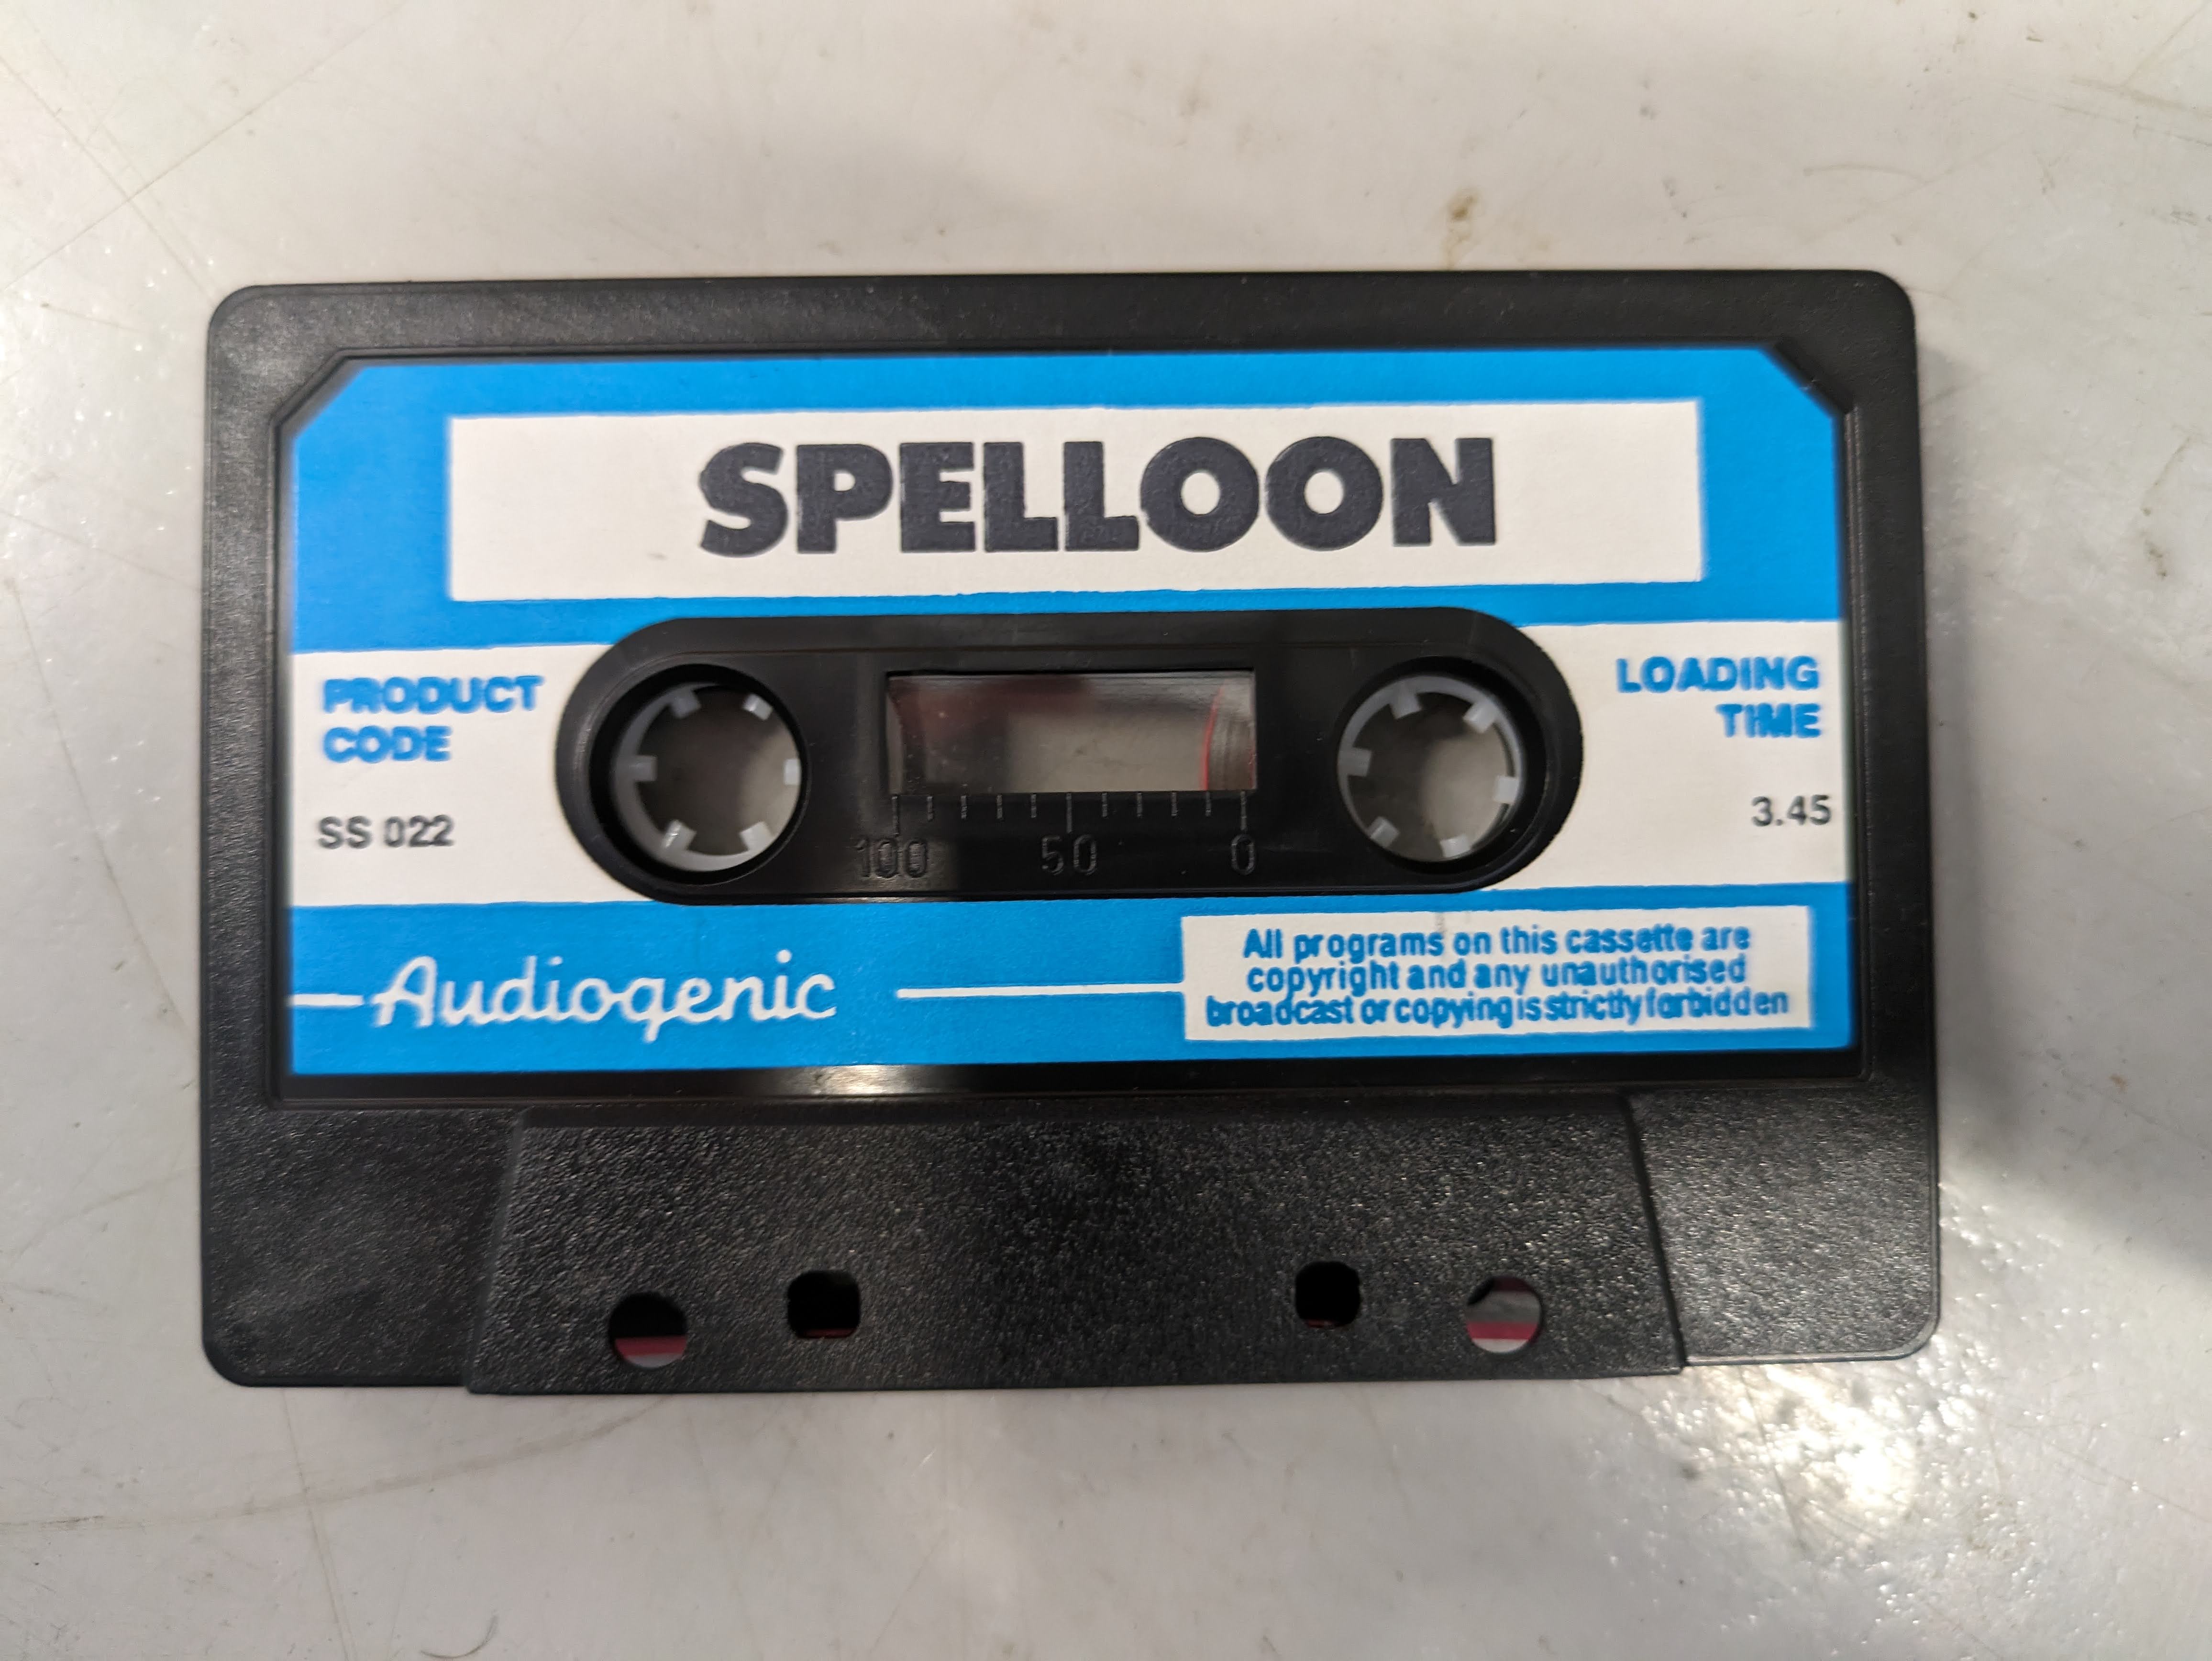 SPELLOON
PRODUCT
CODE
SS 022
LOADING
TIME
3.45
100 50 0
Audiogenic
All programs on this cassette are
copyright and any unauthorised
broadcast or copying is strictly forbidden